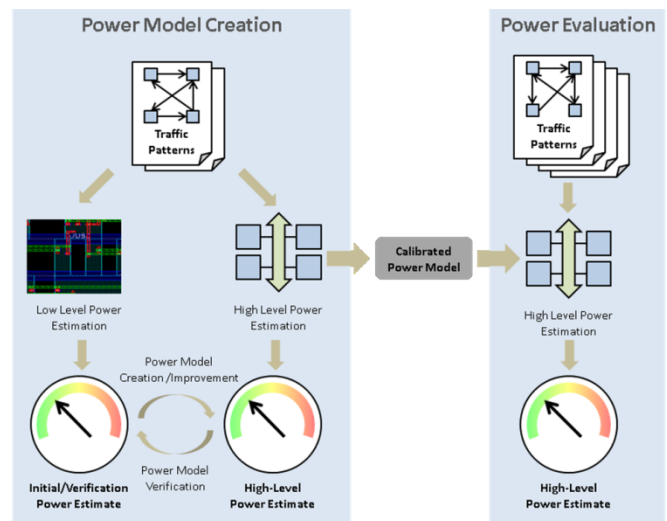 Power Model Creation
Power Evaluation
Traffic
Patterns
Traffic
Patterns
Calibrated
Power Model
Low Level Power
Estimation
High Level Power
Estimation
High Level Power
Estimation
Power Model
Creation/Improvement
Power Model
Verification
Initial/Verification
Power Estimate
High-Level
Power Estimate
High-Level
Power Estimate